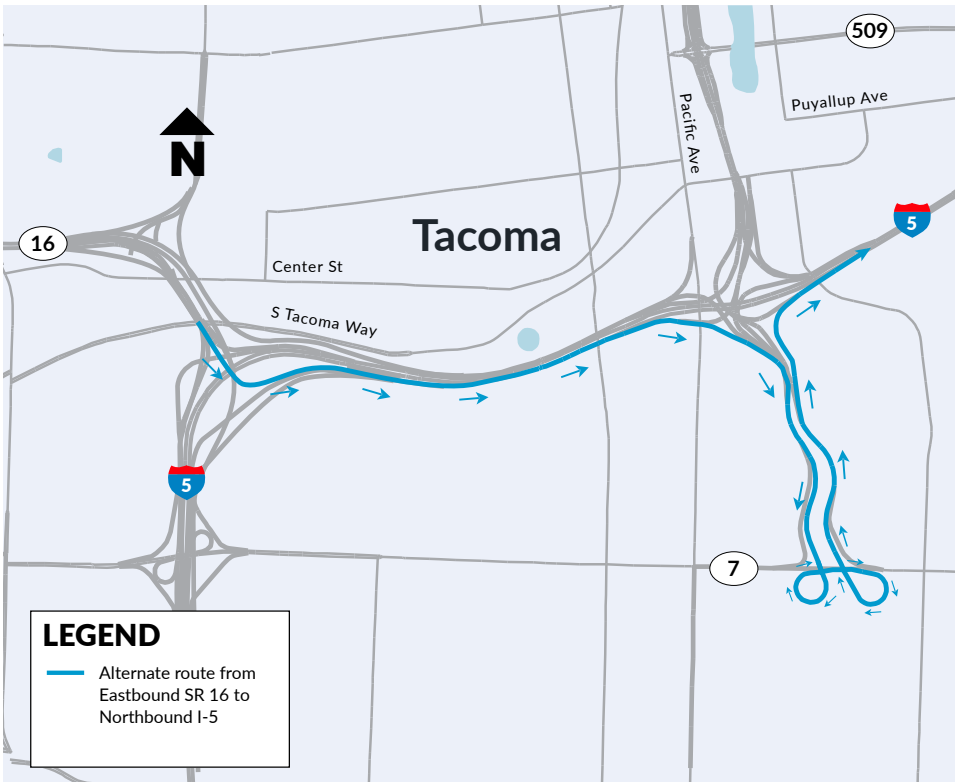 509
Puyallup Ave
Pacific Ave
N
5
Tacoma
16
Center St
S Tacoma Way
5
7
LEGEND
Alternate route from
Eastbound SR 16 to
Northbound I-5